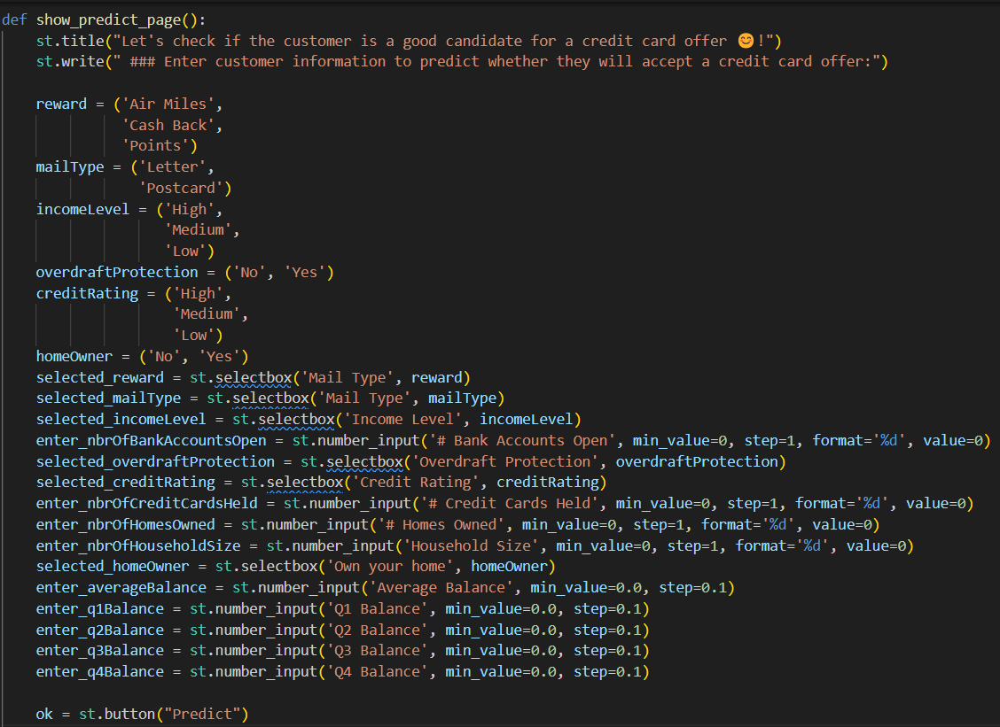 def show_predict_page():
    st.title("Let's check if the customer is a good candidate for a credit card offer 😊!")
    st.write(" ### Enter customer information to predict whether they will accept a credit card offer:")

    reward = ('Air Miles',
              'Cash Back',
              'Points')
    mailType = ('Letter',
                'Postcard')
    incomeLevel = ('High',
                   'Medium',
                   'Low')
    overdraftProtection = ('No', 'Yes')
    creditRating = ('High',
                    'Medium',
                    'Low')
    homeOwner = ('No', 'Yes')
    selected_reward = st.selectbox('Mail Type', reward)
    selected_mailType = st.selectbox('Mail Type', mailType)
    selected_incomeLevel = st.selectbox('Income Level', incomeLevel)
    enter_nbrOfBankAccountsOpen = st.number_input('# Bank Accounts Open', min_value=0, step=1, format='%d', value=0)
    selected_overdraftProtection = st.selectbox('Overdraft Protection', overdraftProtection)
    selected_creditRating = st.selectbox('Credit Rating', creditRating)
    enter_nbrOfCreditCardsHeld = st.number_input('# Credit Cards Held', min_value=0, step=1, format='%d', value=0)
    enter_nbrOfHomesOwned = st.number_input('# Homes Owned', min_value=0, step=1, format='%d', value=0)
    enter_nbrOfHouseholdSize = st.number_input('Household Size', min_value=0, step=1, format='%d', value=0)
    selected_homeOwner = st.selectbox('Own your home', homeOwner)
    enter_averageBalance = st.number_input('Average Balance', min_value=0.0, step=0.1)
    enter_q1Balance = st.number_input('Q1 Balance', min_value=0.0, step=0.1)
    enter_q2Balance = st.number_input('Q2 Balance', min_value=0.0, step=0.1)
    enter_q3Balance = st.number_input('Q3 Balance', min_value=0.0, step=0.1)
    enter_q4Balance = st.number_input('Q4 Balance', min_value=0.0, step=0.1)

    ok = st.button("Predict")